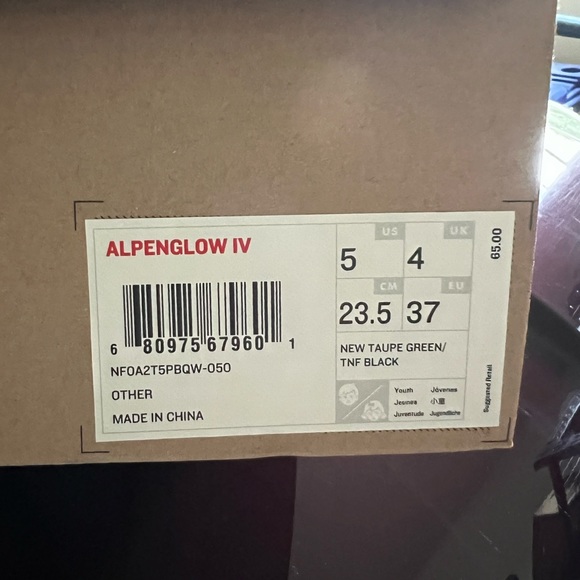 ALPENGLOW IV
6 80975 67960 1
NF0A2T5PBQW-050
OTHER
MADE IN CHINA
US
5
UK
4
CM
23.5
EU
37
NEW TAUPE GREEN/
TNF BLACK
Youth Jóvenes
Jeunes 小童
Juventude Jugendliche
65.00
Suggested Retail